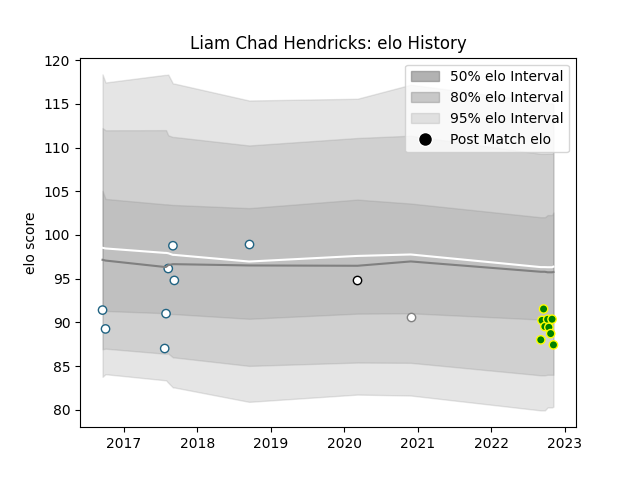 Liam Chad Hendricks: elo History
120
115
110
105
100
95
90
85
80
elo score
50% elo Interval
80% elo Interval
95% elo Interval
Post Match elo
2017 2018 2019 2020 2021 2022 2023